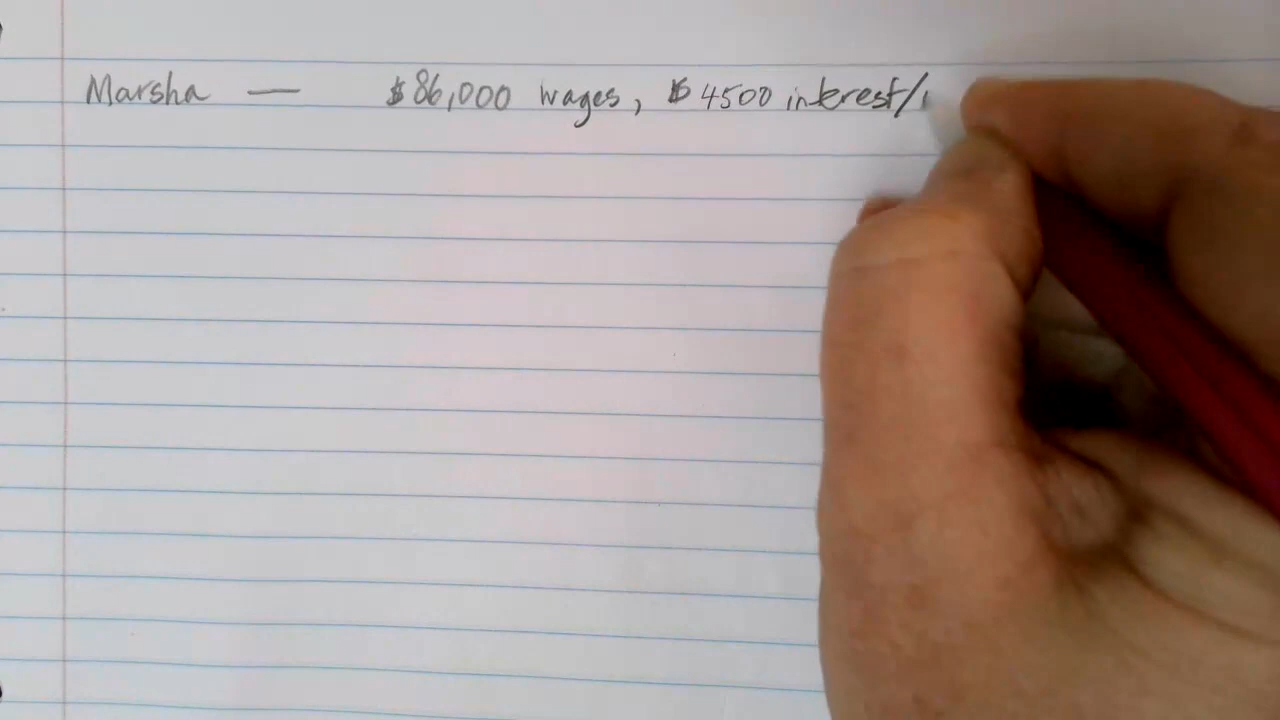 Marsha — $86,000 wages, $4500 interest/